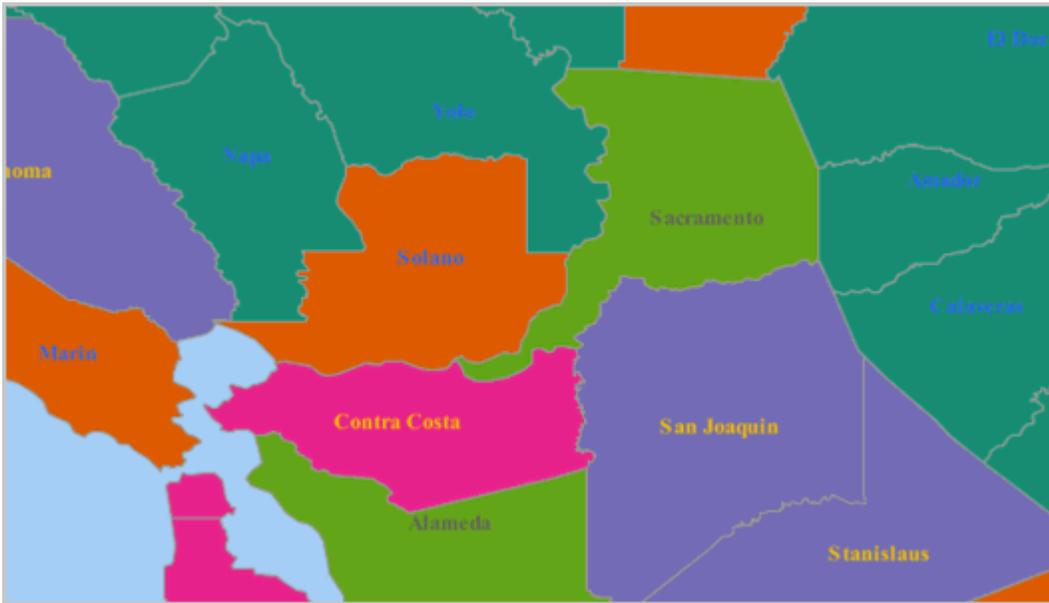 El Dor
Yolo
Napa
noma
Amador
Sacramento
Solano
Calaveras
Marin
Contra Costa
San Joaquin
Alameda
Stanislaus